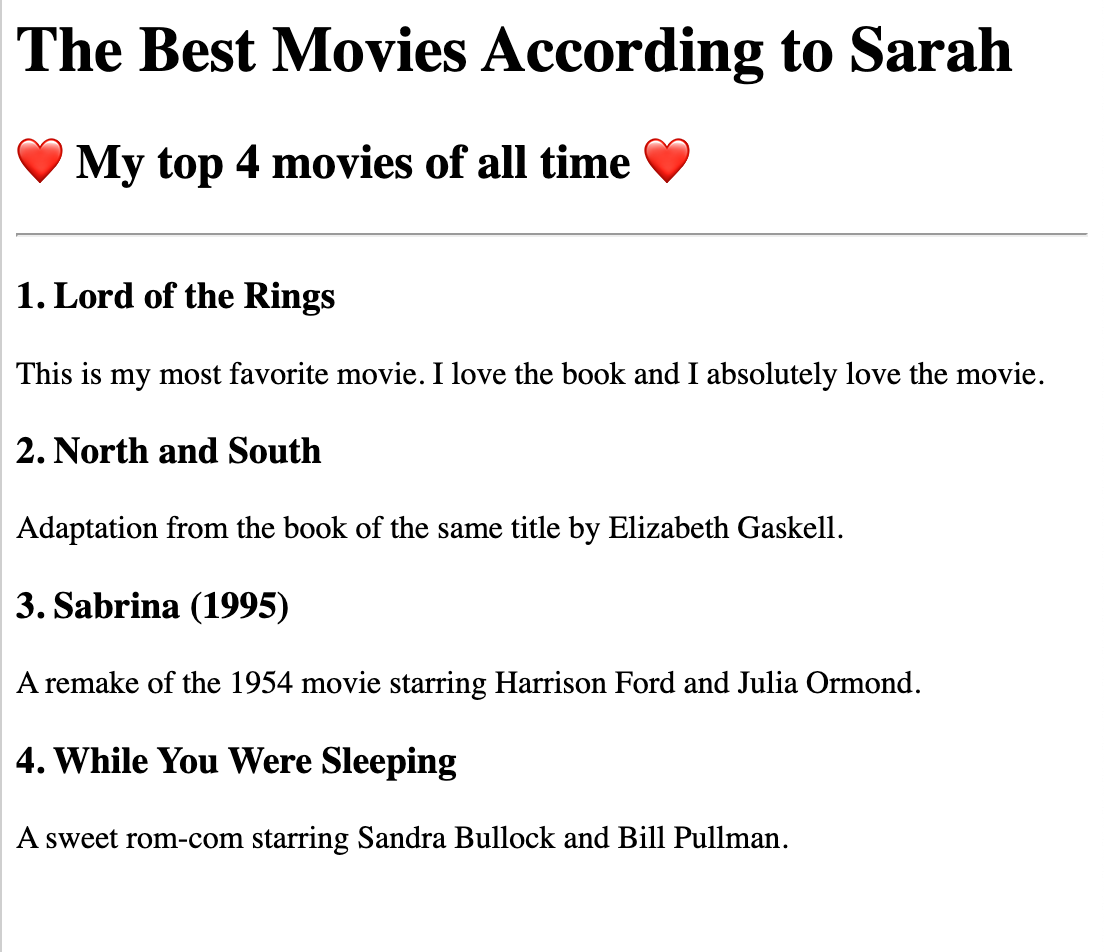 The Best Movies According to Sarah
❤️ My top 4 movies of all time ❤️
1. Lord of the Rings
This is my most favorite movie. I love the book and I absolutely love the movie.
2. North and South
Adaptation from the book of the same title by Elizabeth Gaskell.
3. Sabrina (1995)
A remake of the 1954 movie starring Harrison Ford and Julia Ormond.
4. While You Were Sleeping
A sweet rom-com starring Sandra Bullock and Bill Pullman.